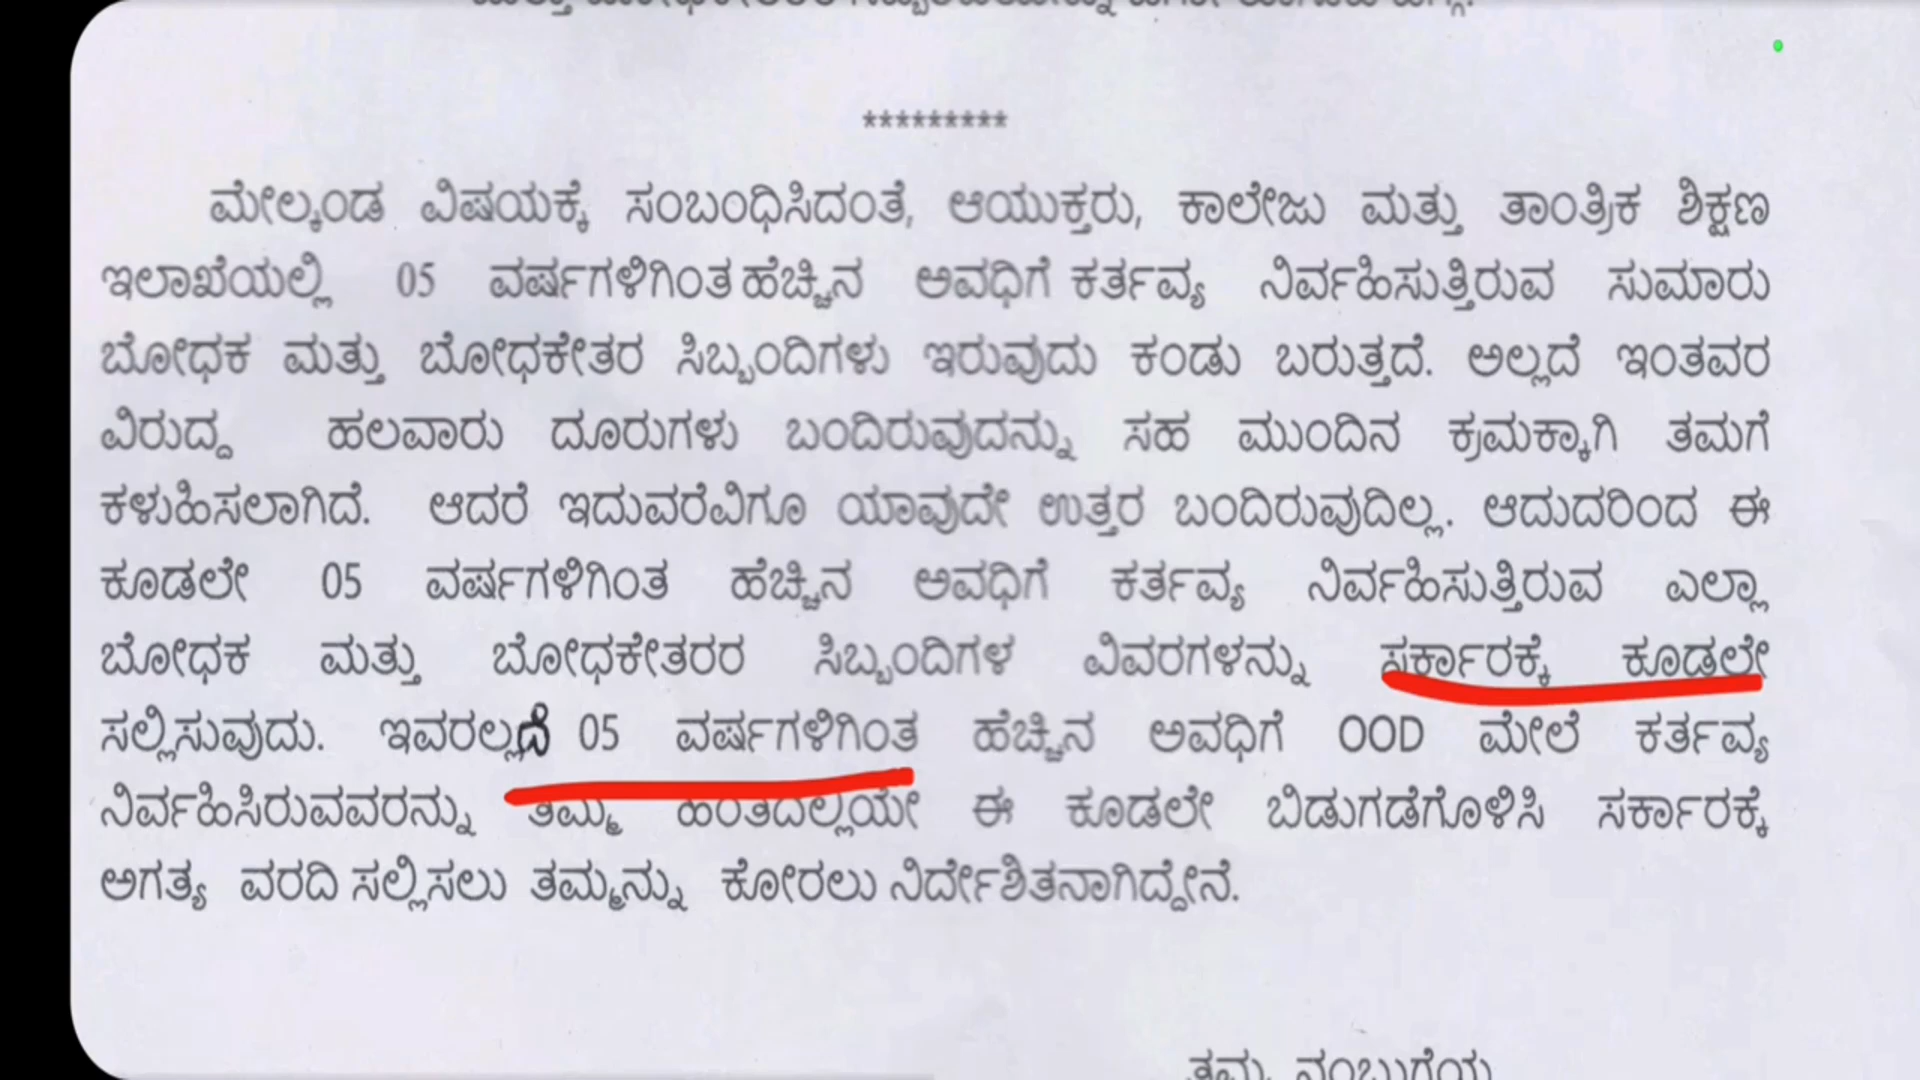 *********
ಮೇಲ್ಕಂಡ ವಿಷಯಕ್ಕೆ ಸಂಬಂಧಿಸಿದಂತೆ, ಆಯುಕ್ತರು, ಕಾಲೇಜು ಮತ್ತು ತಾಂತ್ರಿಕ ಶಿಕ್ಷಣ
ಇಲಾಖೆಯಲ್ಲಿ 05 ವರ್ಷಗಳಿಗಿಂತ ಹೆಚ್ಚಿನ ಅವಧಿಗೆ ಕರ್ತವ್ಯ ನಿರ್ವಹಿಸುತ್ತಿರುವ ಸುಮಾರು
ಬೋಧಕ ಮತ್ತು ಬೋಧಕೇತರ ಸಿಬ್ಬಂದಿಗಳು ಇರುವುದು ಕಂಡು ಬರುತ್ತದೆ. ಅಲ್ಲದೆ ಇಂತವರ
ವಿರುದ್ದ ಹಲವಾರು ದೂರುಗಳು ಬಂದಿರುವುದನ್ನು ಸಹ ಮುಂದಿನ ಕ್ರಮಕ್ಕಾಗಿ ತಮಗೆ
ಕಳುಹಿಸಲಾಗಿದೆ. ಆದರೆ ಇದುವರೆವಿಗೂ ಯಾವುದೇ ಉತ್ತರ ಬಂದಿರುವುದಿಲ್ಲ. ಆದುದರಿಂದ ಈ
ಕೂಡಲೇ 05 ವರ್ಷಗಳಿಗಿಂತ ಹೆಚ್ಚಿನ ಅವಧಿಗೆ ಕರ್ತವ್ಯ ನಿರ್ವಹಿಸುತ್ತಿರುವ ಎಲ್ಲಾ
ಬೋಧಕ ಮತ್ತು ಬೋಧಕೇತರರ ಸಿಬ್ಬಂದಿಗಳ ವಿವರಗಳನ್ನು ಸರ್ಕಾರಕ್ಕೆ ಕೂಡಲೇ
ಸಲ್ಲಿಸುವುದು. ಇವರಲ್ಲದೆ 05 ವರ್ಷಗಳಿಗಿಂತ ಹೆಚ್ಚಿನ ಅವಧಿಗೆ OOD ಮೇಲೆ ಕರ್ತವ್ಯ
ನಿರ್ವಹಿಸಿರುವವರನ್ನು ತಮ್ಮ ಹಂತದಲ್ಲಿಯೇ ಈ ಕೂಡಲೇ ಬಿಡುಗಡೆಗೊಳಿಸಿ ಸರ್ಕಾರಕ್ಕೆ
ಅಗತ್ಯ ವರದಿ ಸಲ್ಲಿಸಲು ತಮ್ಮನ್ನು ಕೋರಲು ನಿರ್ದೇಶಿತನಾಗಿದ್ದೇನೆ.
ತಮ್ಮ ನಂಬುಗೆಯ